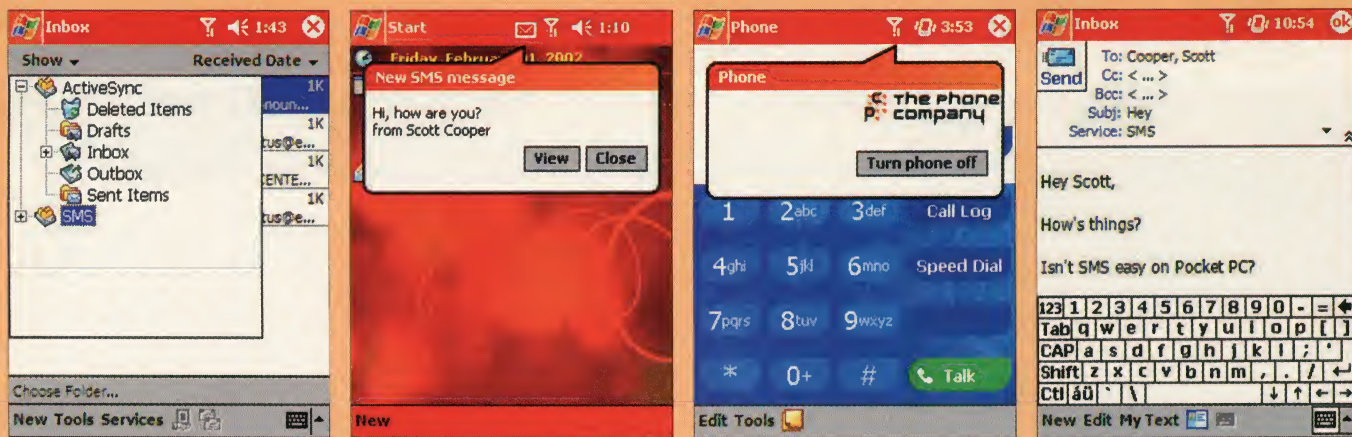 Inbox 1:43
Show Received Date
ActiveSync 1K
Deleted Items noun...
Drafts 1K
tus@e...
Inbox 1K
Outbox ENTE...
Sent Items 1K
SMS tus@e...
Choose Folder...
New Tools Services
Start 1:10
Friday, 2002
New SMS message
Hi, how are you?
from Scott Cooper
View Close
New
Phone 3:53
Phone
The Phone
company
Turn phone off
1 2abc 3def Call Log
4ghi 5jkl 6mno Speed Dial
7pqrs 8tuv 9wxyz
* 0+ # Talk
Edit Tools
Inbox 10:54 ok
Send
To: Cooper, Scott
Cc: < ... >
Bcc: < ... >
Subj: Hey
Service: SMS
Hey Scott,
How's things?
Isn't SMS easy on Pocket PC?
123 1 2 3 4 5 6 7 8 9 0 - =
Tab q w e r t y u i o p [ ]
CAP a s d f g h j k l ; '
Shift z x c v b n m , . /
Ctl áü ` \
New Edit My Text